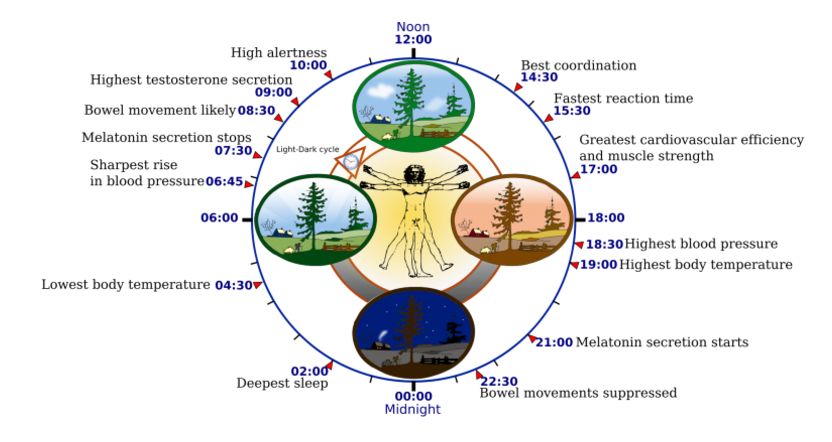 Noon
12:00
High alertness
10:00
Highest testosterone secretion
09:00
Bowel movement likely 08:30
Melatonin secretion stops
07:30
Sharpest rise
in blood pressure 06:45
06:00
Lowest body temperature 04:30
02:00
Deepest sleep
Light-Dark cycle
Best coordination
14:30
Fastest reaction time
15:30
Greatest cardiovascular efficiency
and muscle strength
17:00
18:00
18:30 Highest blood pressure
19:00 Highest body temperature
21:00 Melatonin secretion starts
22:30
Bowel movements suppressed
00:00
Midnight